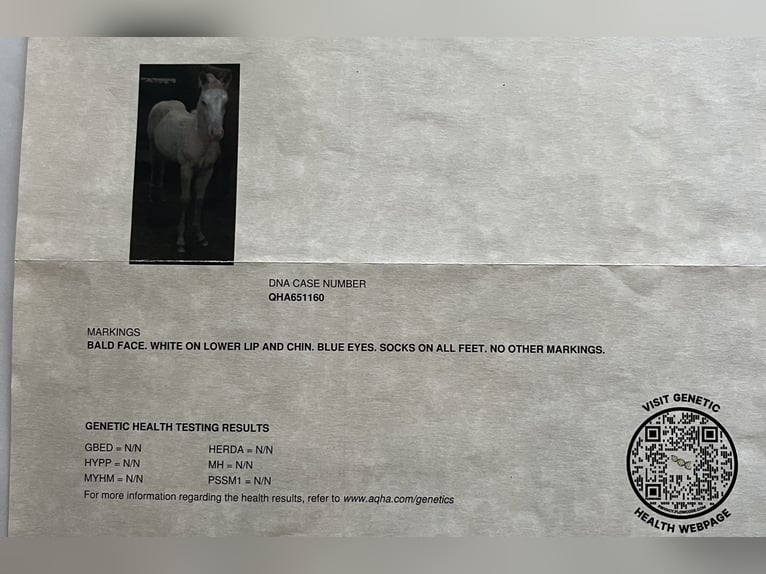 DNA CASE NUMBER
QHA651160
MARKINGS
BALD FACE. WHITE ON LOWER LIP AND CHIN. BLUE EYES. SOCKS ON ALL FEET. NO OTHER MARKINGS.
GENETIC HEALTH TESTING RESULTS
GBED = N/N HERDA = N/N
HYPP = N/N MH = N/N
MYHM = N/N PSSM1 = N/N
For more information regarding the health results, refer to www.aqha.com/genetics
VISIT GENETIC
HEALTH WEBPAGE